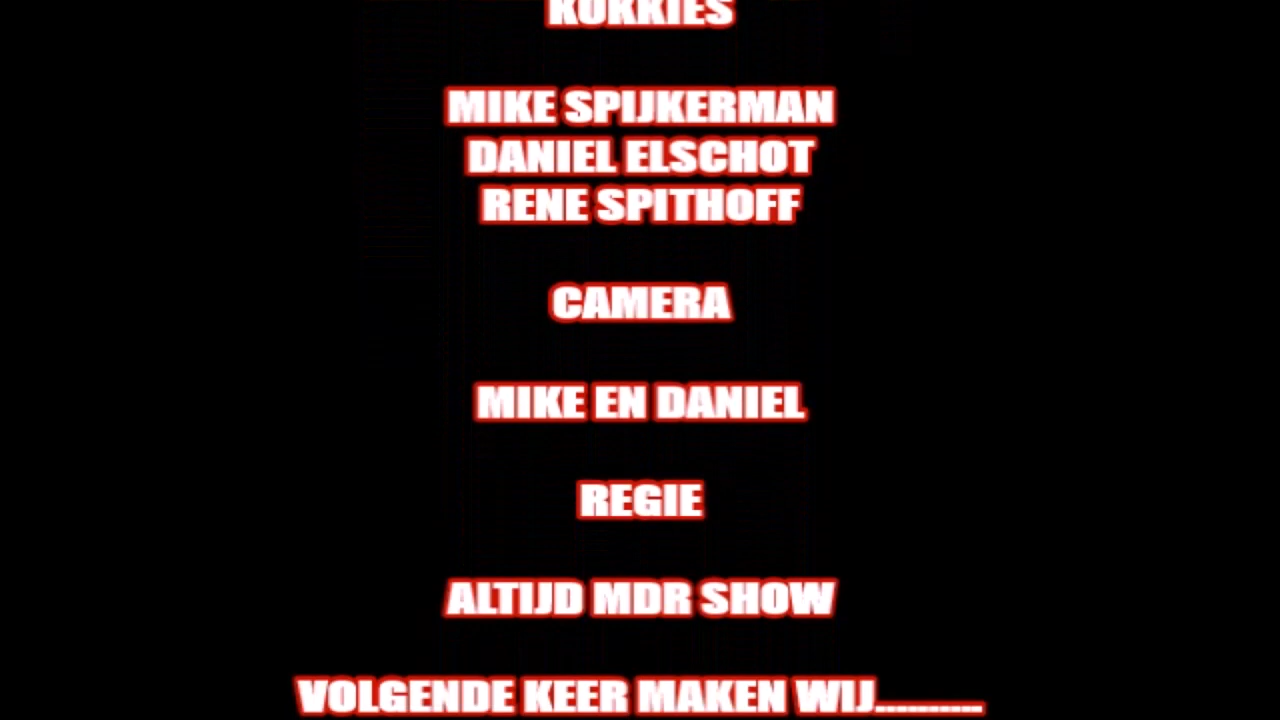 KOKKIES
MIKE SPIJKERMAN
DANIEL ELSCHOT
RENE SPITHOFF
CAMERA
MIKE EN DANIEL
REGIE
ALTIJD MDR SHOW
VOLGENDE KEER MAKEN WIJ..........